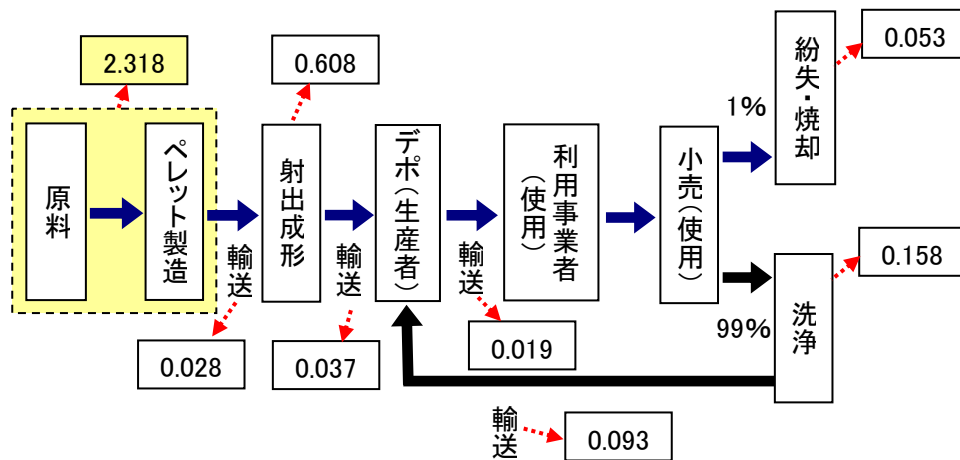 2.318
0.608
0.053
原料
ペレット製造
輸送
射出成形
輸送
デポ(生産者)
輸送
利用事業者
(使用)
小売(使用)
1%
紛失・焼却
99%
洗浄
0.158
0.028
0.037
0.019
輸送
0.093